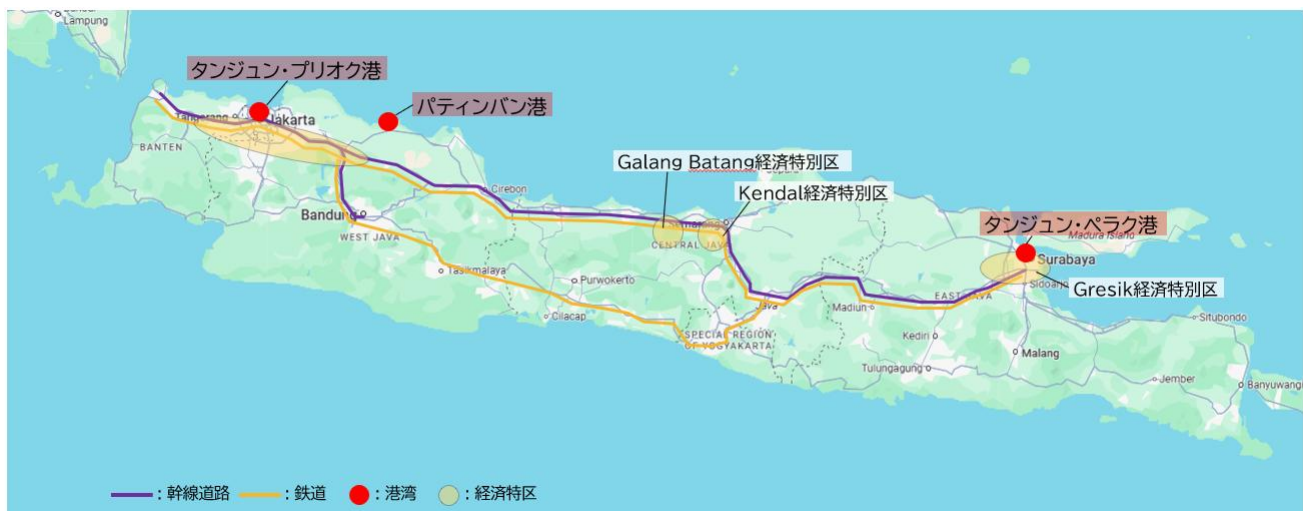 Lampung
タンジュン・プリオク港
パティンバン港
Tangerang
Jakarta
BANTEN
Galang Batang経済特別区
Cirebon
Kendal経済特別区
Bandung
WEST JAVA
CENTRAL JAVA
タンジュン・ペラク港
Madura Island
Surabaya
Sidoarjo
Gresik経済特別区
Tasikmalaya
Purwokerto
Cilacap
Java
SPECIAL REGION
OF YOGYAKARTA
Madiun
EAST JAVA
Kediri
Malang
Tulungagung
Situbondo
Jember
Banyuwangi
：幹線道路
：鉄道
：港湾
：経済特区